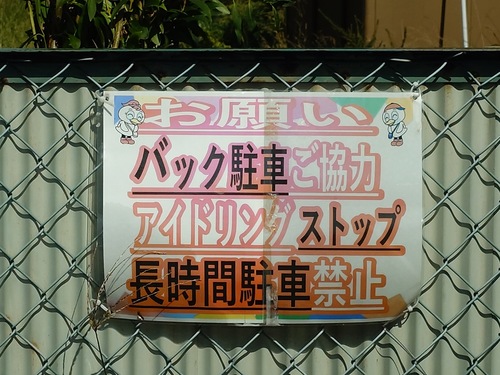 お願い
バック駐車ご協力
アイドリングストップ
長時間駐車禁止